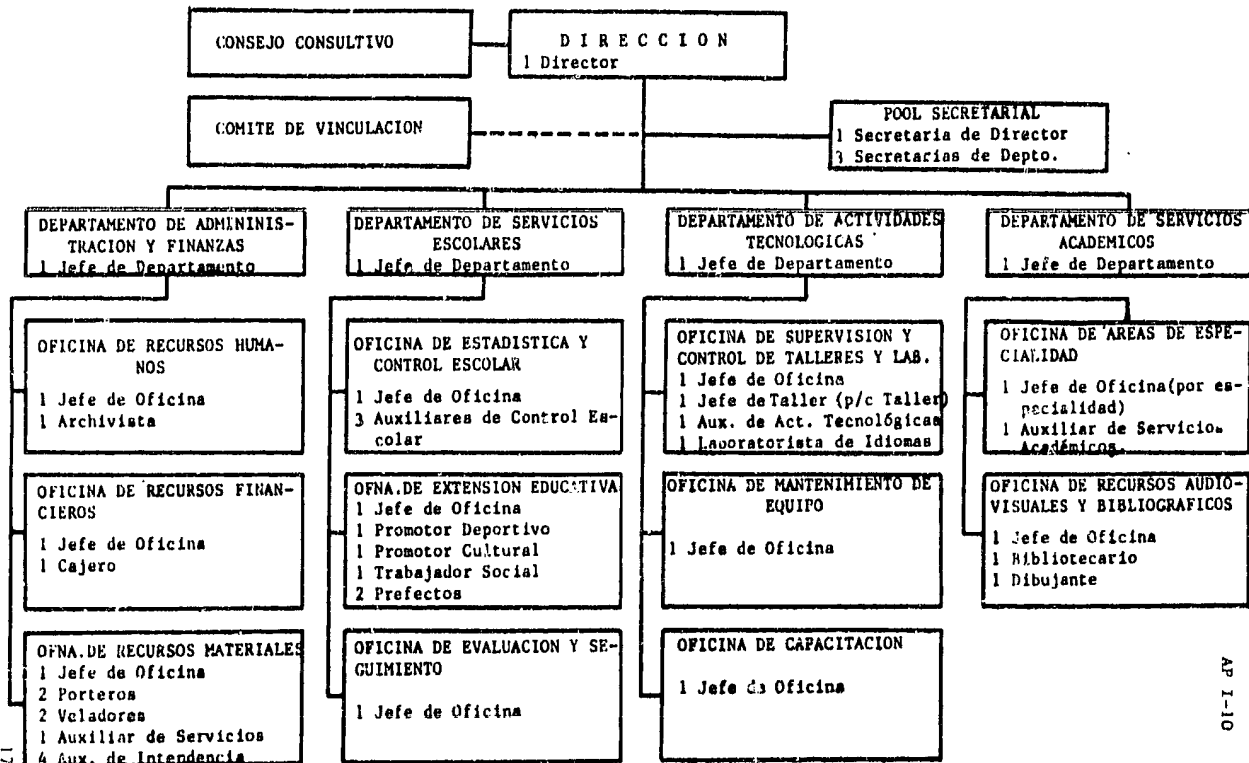 CONSEJO CONSULTIVO
D I R E C C I O N
1 Director
COMITE DE VINCULACION
POOL SECRETARIAL
1 Secretaria de Director
3 Secretarias de Depto.
DEPARTAMENTO DE ADMININIS-
TRACION Y FINANZAS
1 Jefe de Departamento
DEPARTAMENTO DE SERVICIOS
ESCOLARES
1 Jefe de Departamento
DEPARTAMENTO DE ACTIVIDADES
TECNOLOGICAS
1 Jefe de Departamento
DEPARTAMENTO DE SERVICIOS
ACADEMICOS
1 Jefe de Departamento
OFICINA DE RECURSOS HUMA-
NOS
1 Jefe de Oficina
1 Archivista
OFICINA DE RECURSOS FINAN-
CIEROS
1 Jefe de Oficina
1 Cajero
OFNA.DE RECURSOS MATERIALES
1 Jefe de Oficina
2 Porteros
2 Veladores
1 Auxiliar de Servicios
4 Aux. de Intendencia
OFICINA DE ESTADISTICA Y
CONTROL ESCOLAR
1 Jefe de Oficina
3 Auxiliares de Control Es-
colar
OFNA.DE EXTENSION EDUCATIVA
1 Jefe de Oficina
1 Promotor Deportivo
1 Promotor Cultural
1 Trabajador Social
2 Prefectos
OFICINA DE EVALUACION Y SE-
GUIMIENTO
1 Jefe de Oficina
OFICINA DE SUPERVISION Y
CONTROL DE TALLERES Y LAB.
1 Jefe de Oficina
1 Jefe de Taller (p/c Taller)
1 Aux. de Act. Tecnológicas
1 Laboratorista de Idiomas
OFICINA DE MANTENIMIENTO DE
EQUIPO
1 Jefe de Oficina
OFICINA DE CAPACITACION
1 Jefe de Oficina
OFICINA DE AREAS DE ESPE-
CIALIDAD
1 Jefe de Oficina(por es-
pecialidad)
1 Auxiliar de Servicios
Académicos.
OFICINA DE RECURSOS AUDIO-
VISUALES Y BIBLIOGRAFICOS
1 Jefe de Oficina
1 Bibliotecario
1 Dibujante
AP I-10